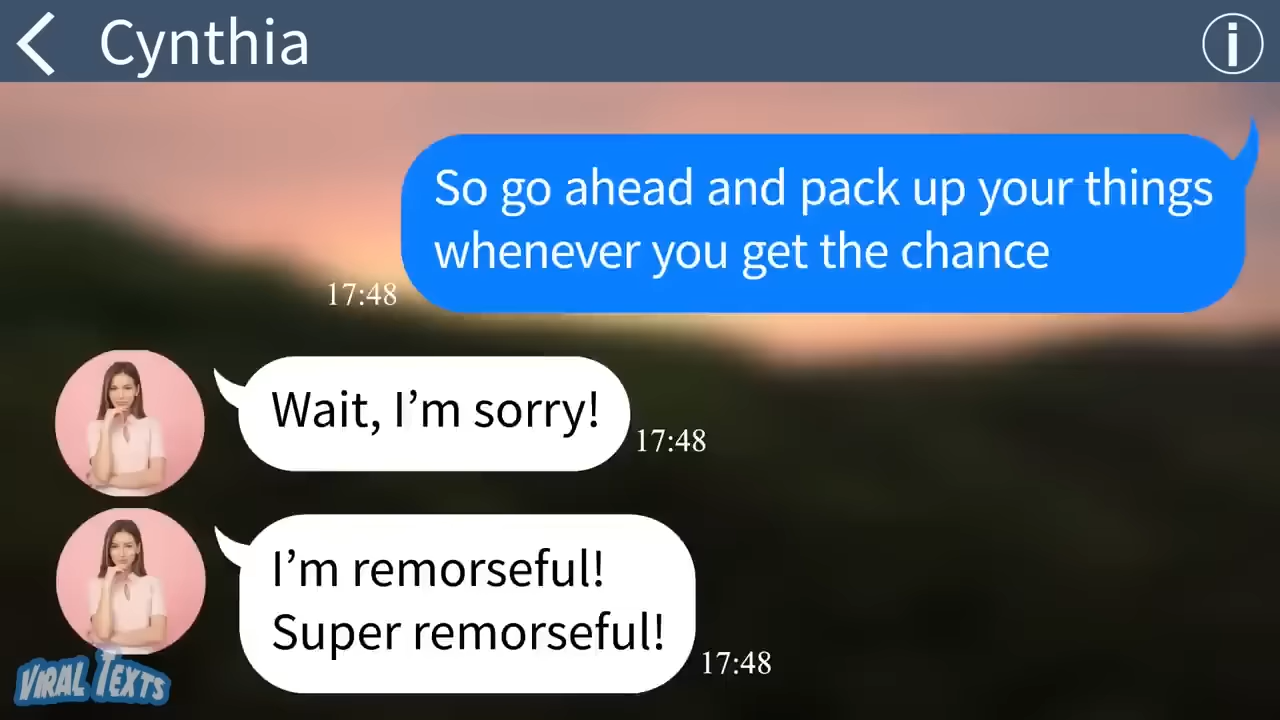 Cynthia
So go ahead and pack up your things
whenever you get the chance
17:48
Wait, I’m sorry!
17:48
I’m remorseful!
Super remorseful!
17:48
VIRAL TEXTS